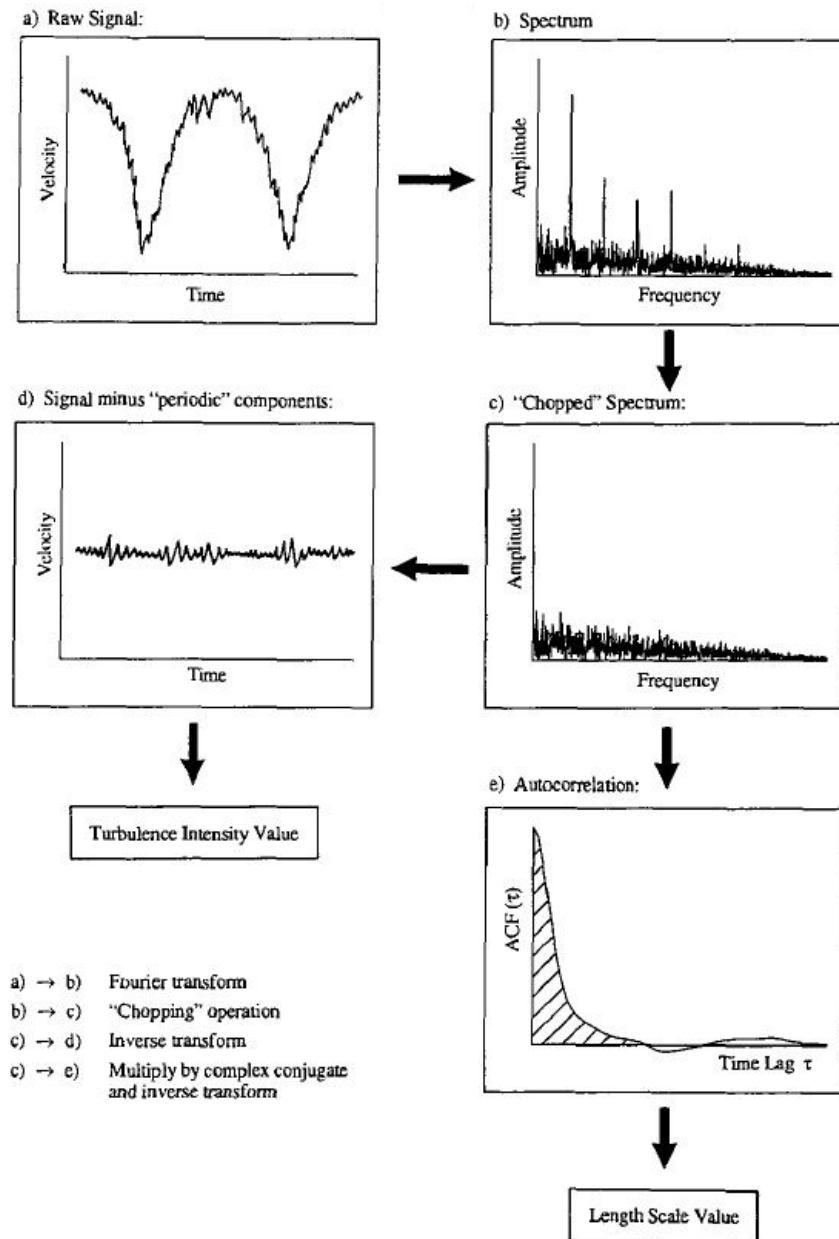 a) Raw Signal:
Velocity
Time
b) Spectrum
Amplitude
Frequency
d) Signal minus “periodic” components:
Velocity
Time
c) “Chopped” Spectrum:
Amplitude
Frequency
Turbulence Intensity Value
e) Autocorrelation:
ACF (τ)
Time Lag τ
a) → b) Fourier transform
b) → c) “Chopping” operation
c) → d) Inverse transform
c) → e) Multiply by complex conjugate
and inverse transform
Length Scale Value